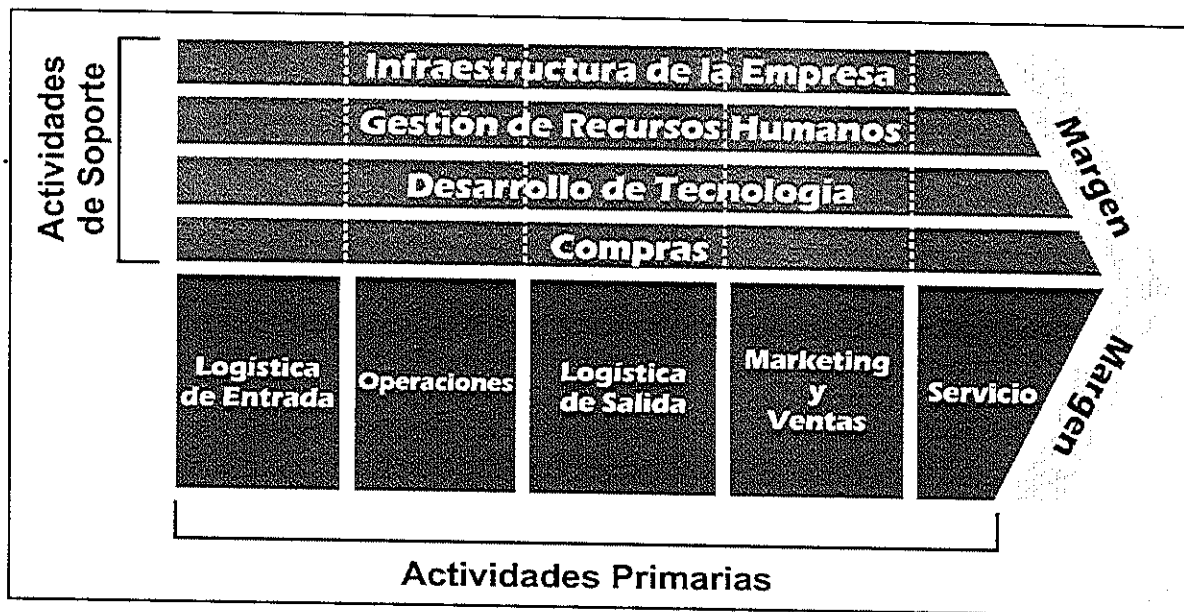 Actividades
de Soporte
Infraestructura de la Empresa
Gestión de Recursos Humanos
Desarrollo de Tecnología
Compras
Margen
Logística
de Entrada
Operaciones
Logística
de Salida
Marketing
y
Ventas
Servicio
Margen
Actividades Primarias